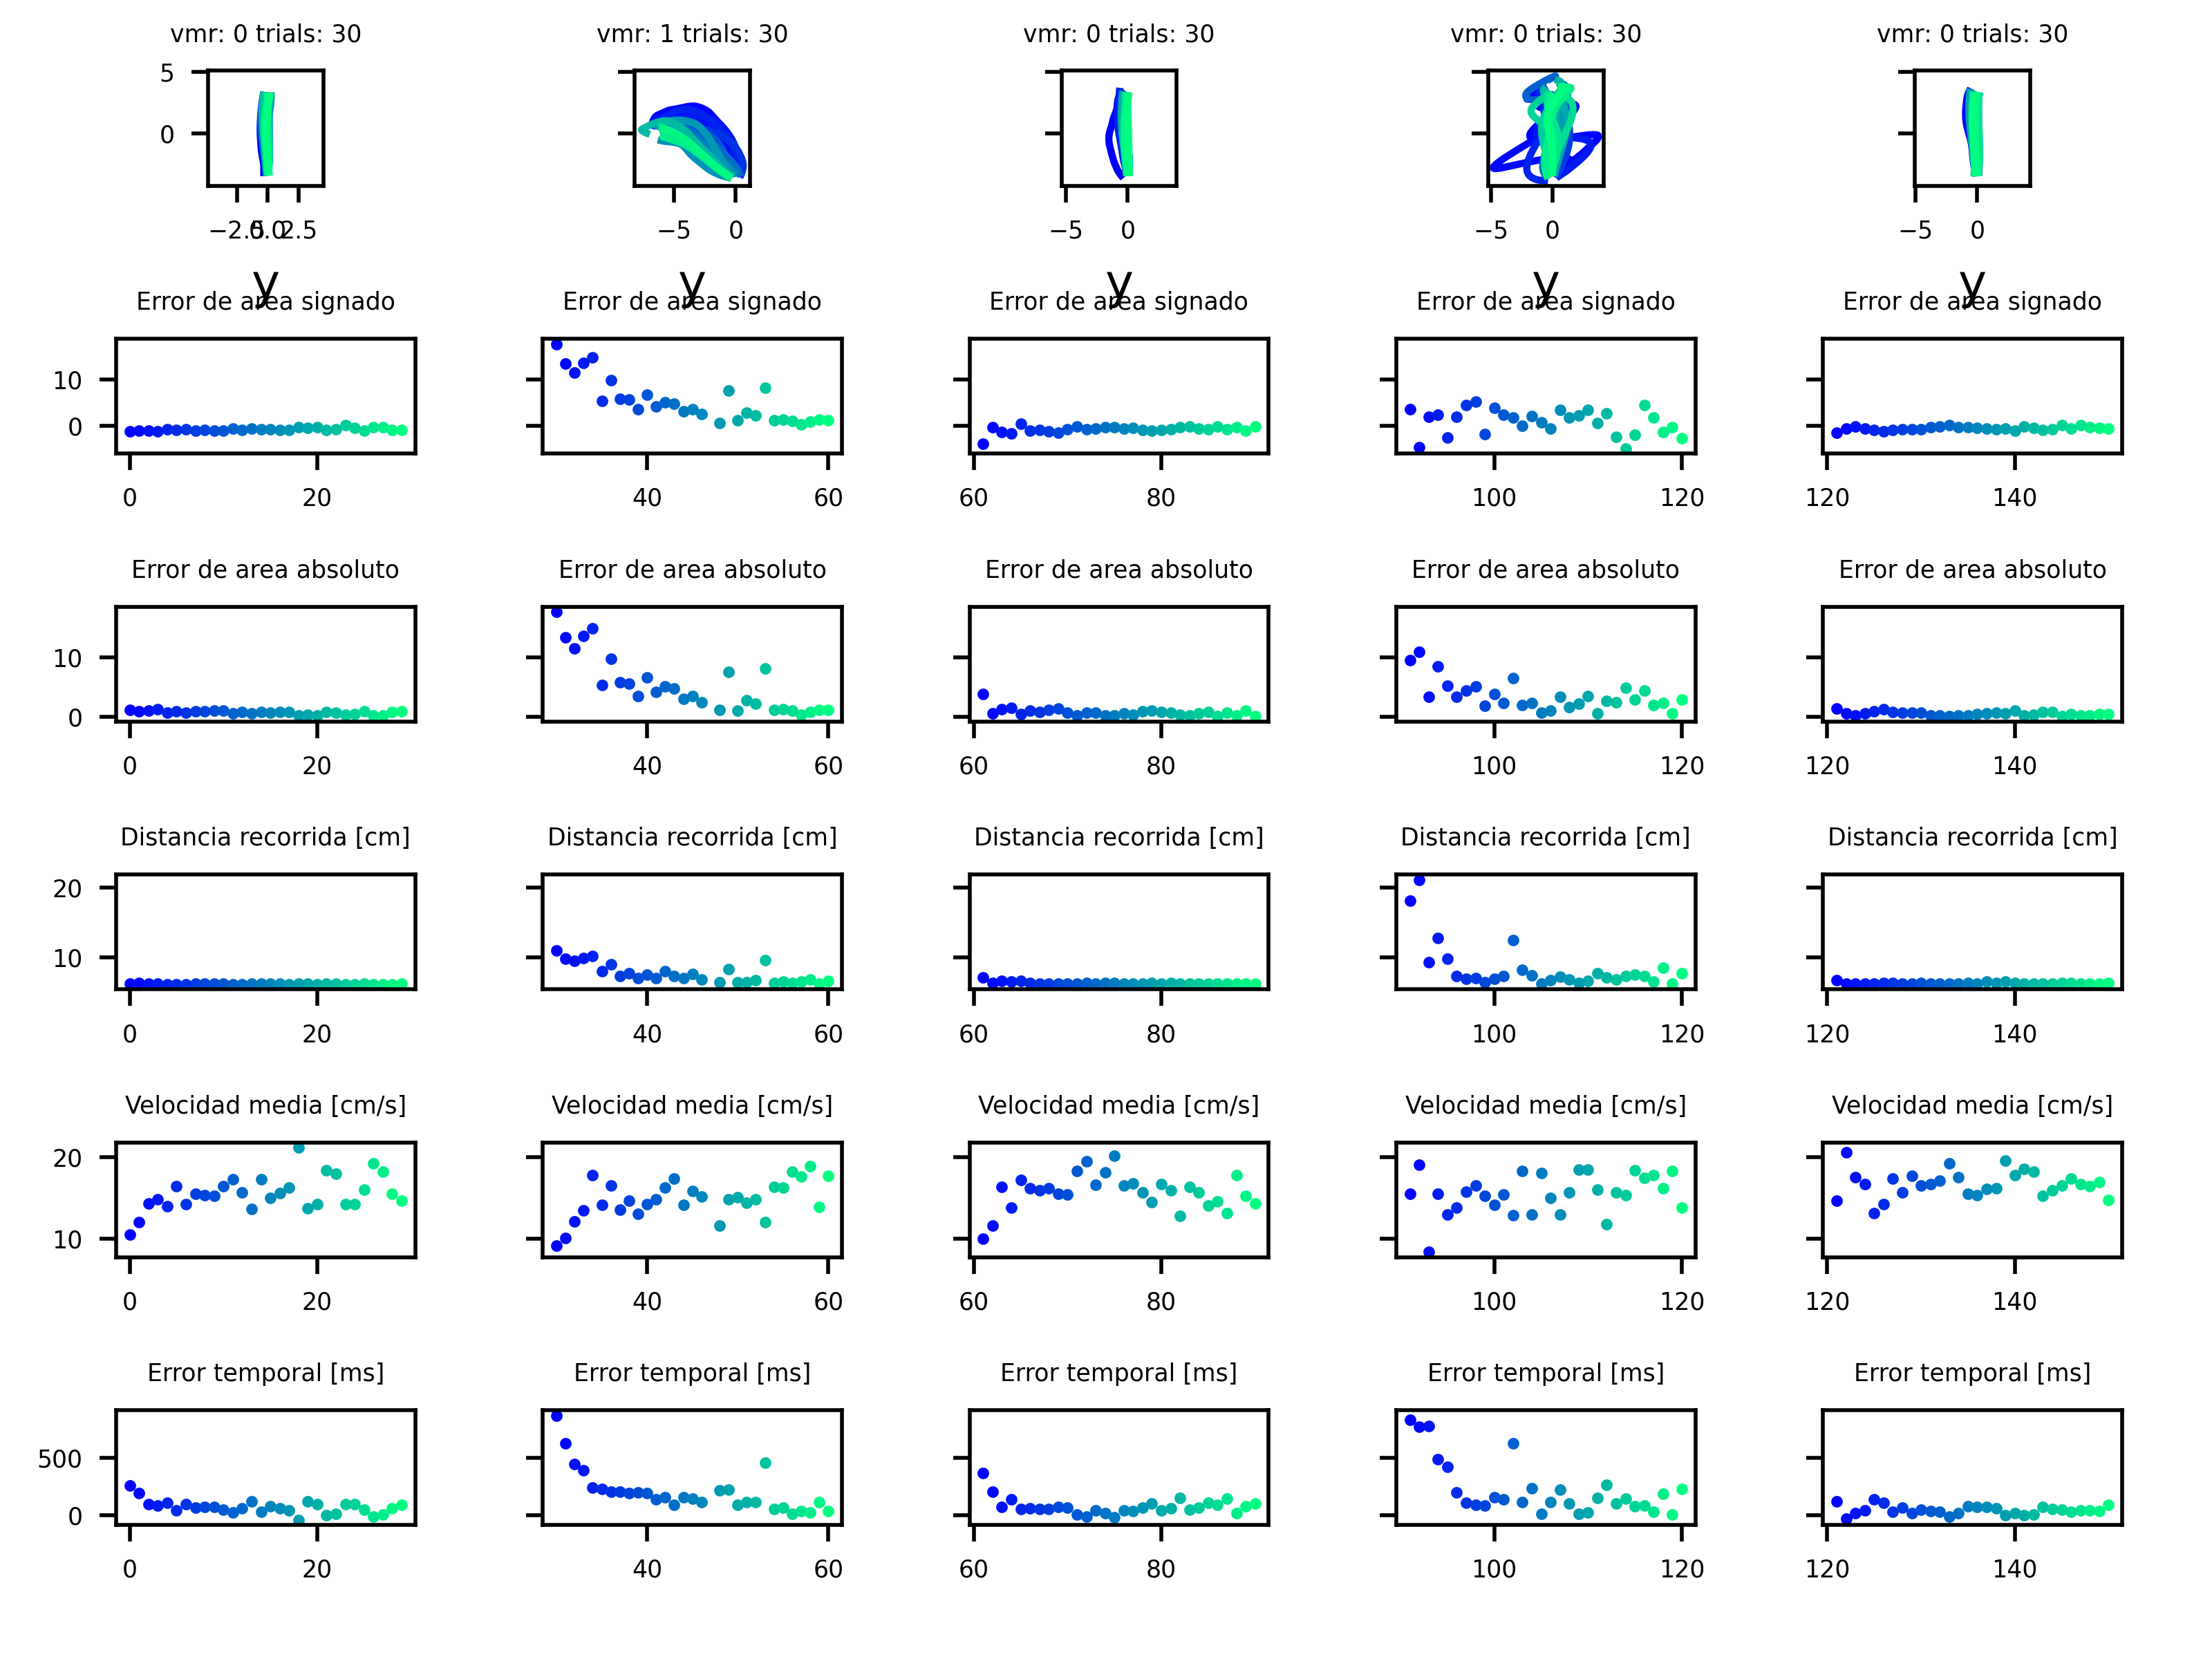 vmr: 0 trials: 30 vmr: 1 trials: 30 vmr: 0 trials: 30 vmr: 0 trials: 30 vmr: 0 trials: 30
5
0
−2.5 0.0 2.5 −5 0 −5 0 −5 0 −5 0
y y y y y
Error de area signado Error de area signado Error de area signado Error de area signado Error de area signado
10
0
0 20 40 60 60 80 100 120 120 140
Error de area absoluto Error de area absoluto Error de area absoluto Error de area absoluto Error de area absoluto
10
0
0 20 40 60 60 80 100 120 120 140
Distancia recorrida [cm] Distancia recorrida [cm] Distancia recorrida [cm] Distancia recorrida [cm] Distancia recorrida [cm]
20
10
0 20 40 60 60 80 100 120 120 140
Velocidad media [cm/s] Velocidad media [cm/s] Velocidad media [cm/s] Velocidad media [cm/s] Velocidad media [cm/s]
20
10
0 20 40 60 60 80 100 120 120 140
Error temporal [ms] Error temporal [ms] Error temporal [ms] Error temporal [ms] Error temporal [ms]
500
0
0 20 40 60 60 80 100 120 120 140